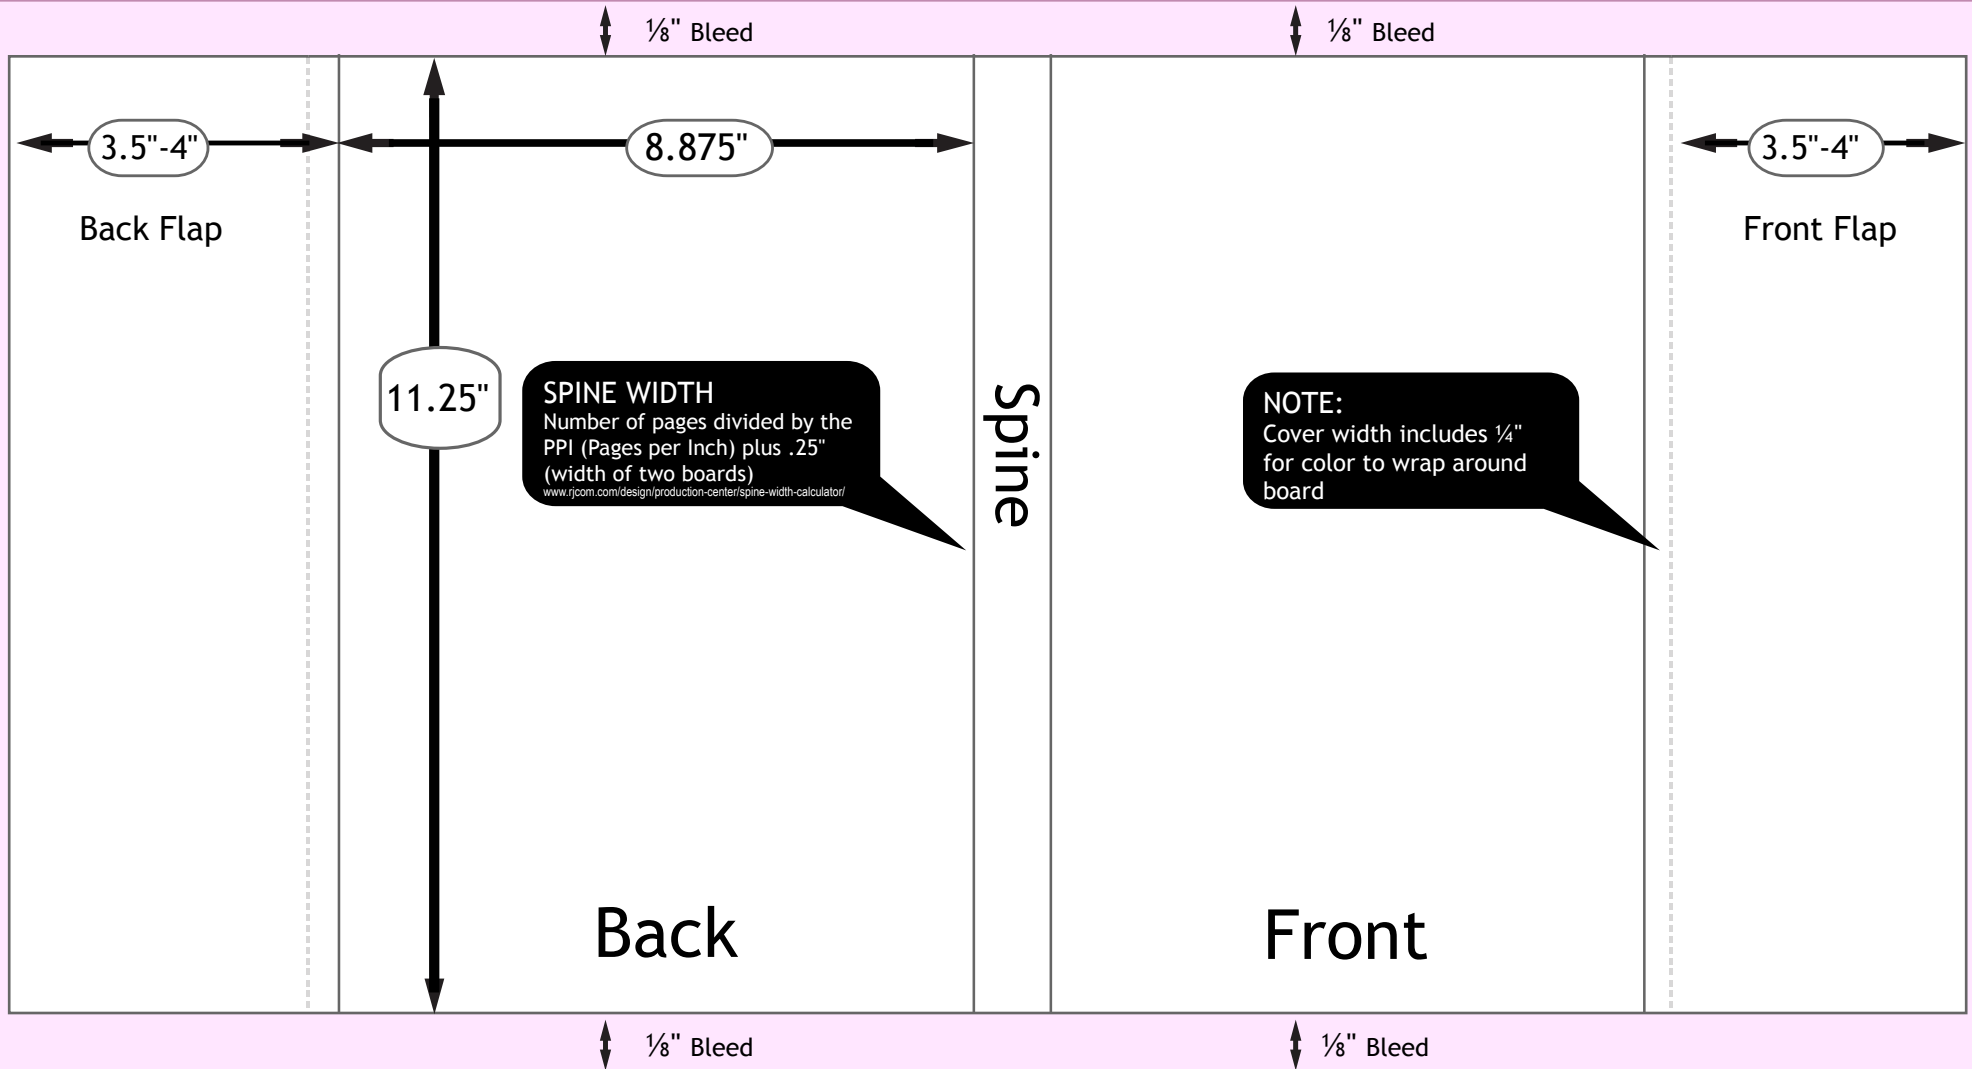 ⅛" Bleed
⅛" Bleed
3.5"-4"
8.875"
3.5"-4"
Back Flap
Front Flap
11.25"
SPINE WIDTH
Number of pages divided by the
PPI (Pages per Inch) plus .25"
(width of two boards)
www.rjcom.com/design/production-center/spine-width-calculator/
Spine
NOTE:
Cover width includes ¼"
for color to wrap around
board
Back
Front
⅛" Bleed
⅛" Bleed